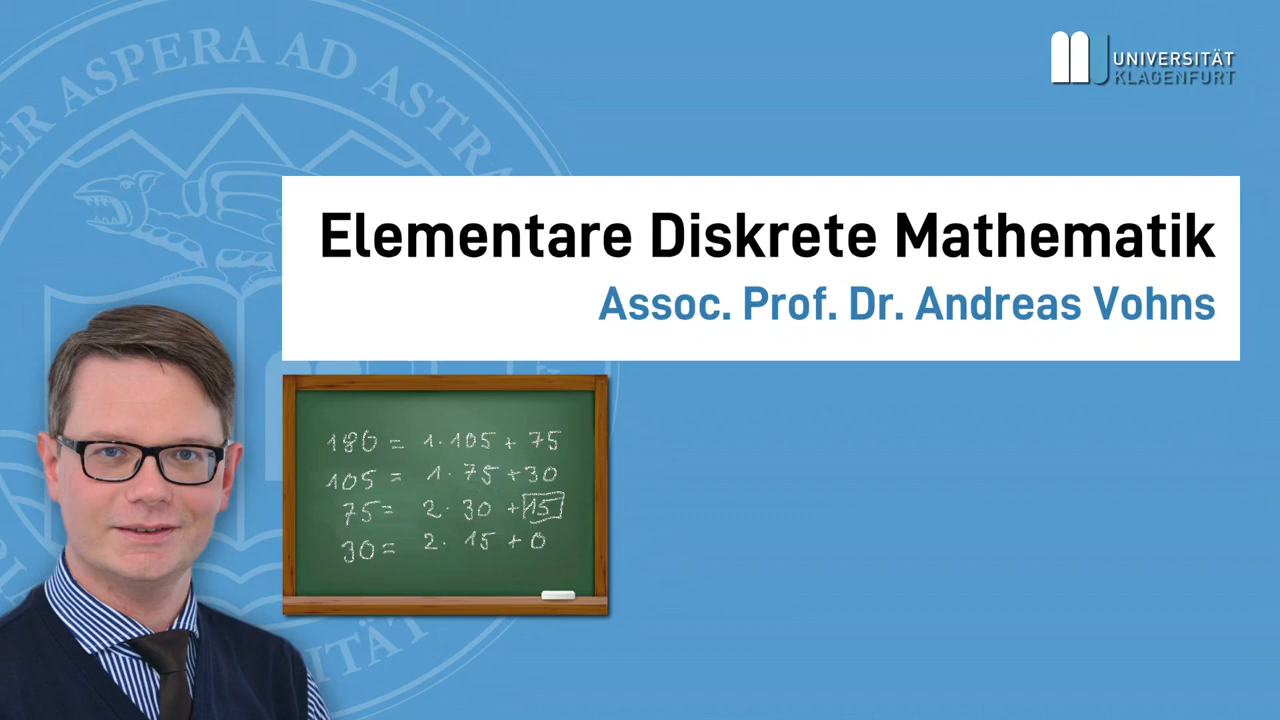 PER ASPERA AD ASTRA
UNIVERSITÄT
KLAGENFURT
Elementare Diskrete Mathematik
Assoc. Prof. Dr. Andreas Vohns
180 = 1 · 105 + 75
105 = 1 · 75 + 30
75 = 2 · 30 + 15
30 = 2 · 15 + 0